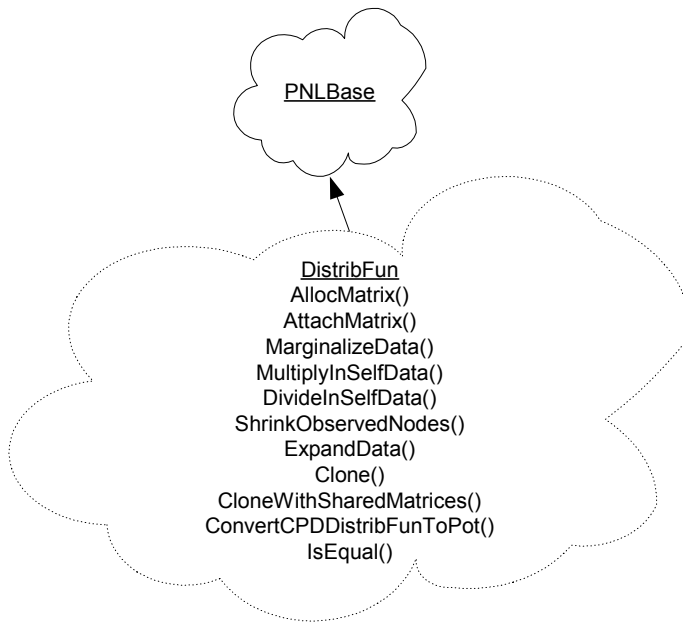 PNLBase
DistribFun
AllocMatrix()
AttachMatrix()
MarginalizeData()
MultiplyInSelfData()
DivideInSelfData()
ShrinkObservedNodes()
ExpandData()
Clone()
CloneWithSharedMatrices()
ConvertCPDDistribFunToPot()
IsEqual()